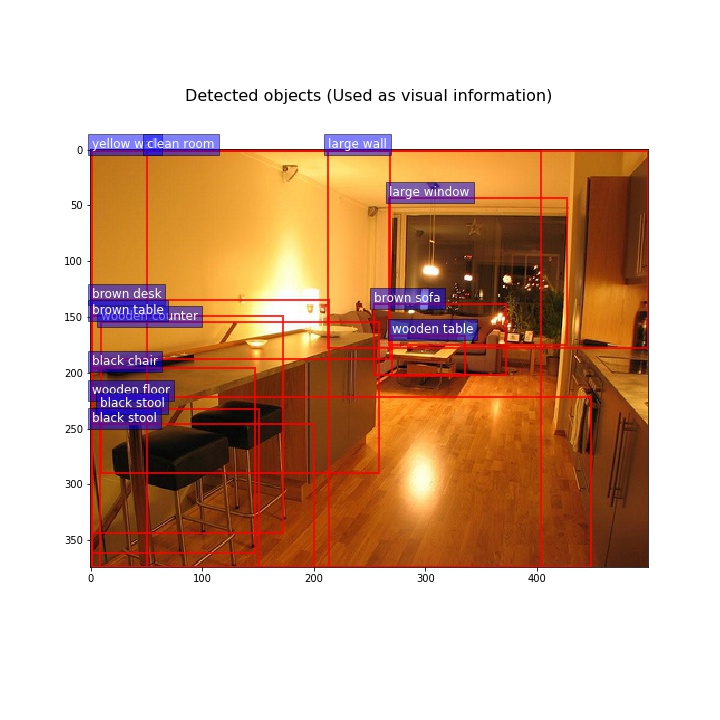 Detected objects (Used as visual information)
yellow w clean room large wall
0
large window
50
100
brown desk brown sofa
brown table wooden counter
150
wooden table
black chair
200
wooden floor
black stool
black stool
250
300
350
0 100 200 300 400